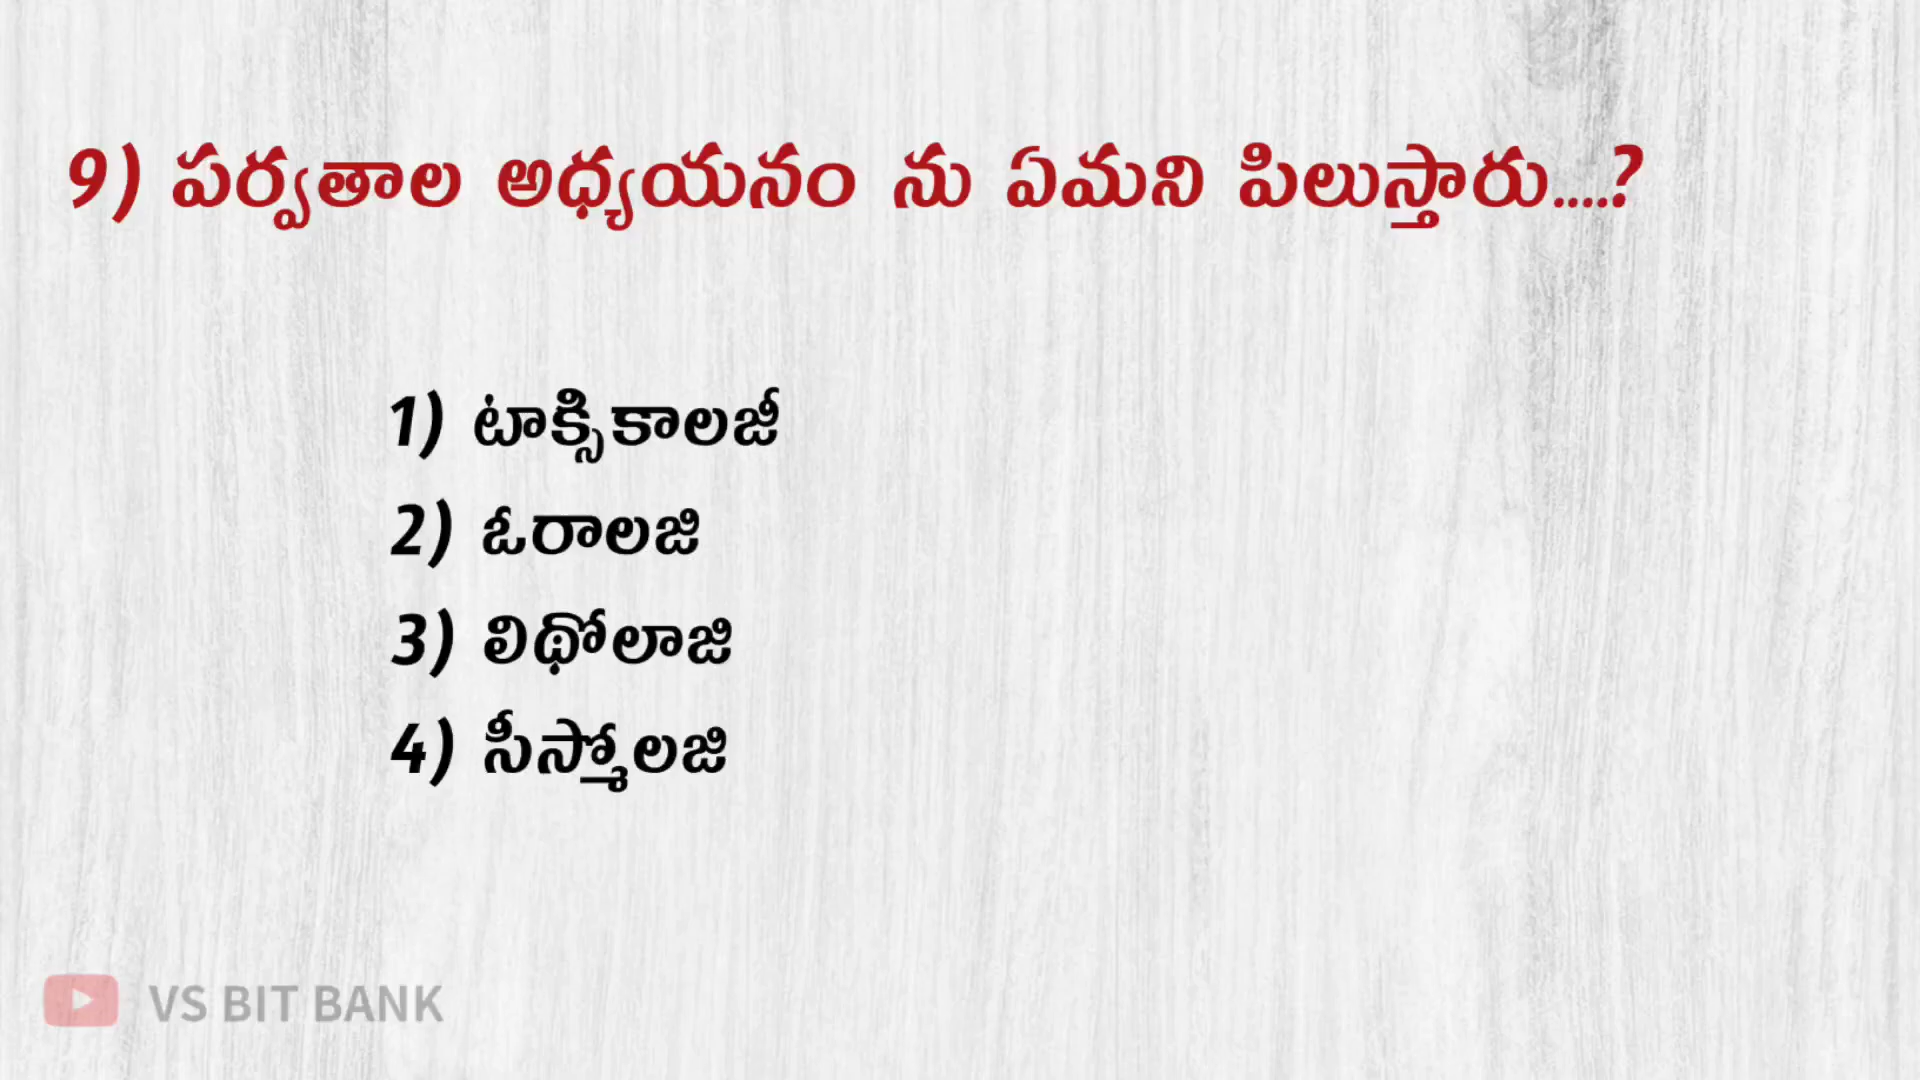 9) పర్వతాల అధ్యయనం ను ఏమని పిలుస్తారు....?
1) టాక్సికాలజీ
2) ఓరాలజి
3) లిథోలాజి
4) సీస్మోలజి
VS BIT BANK